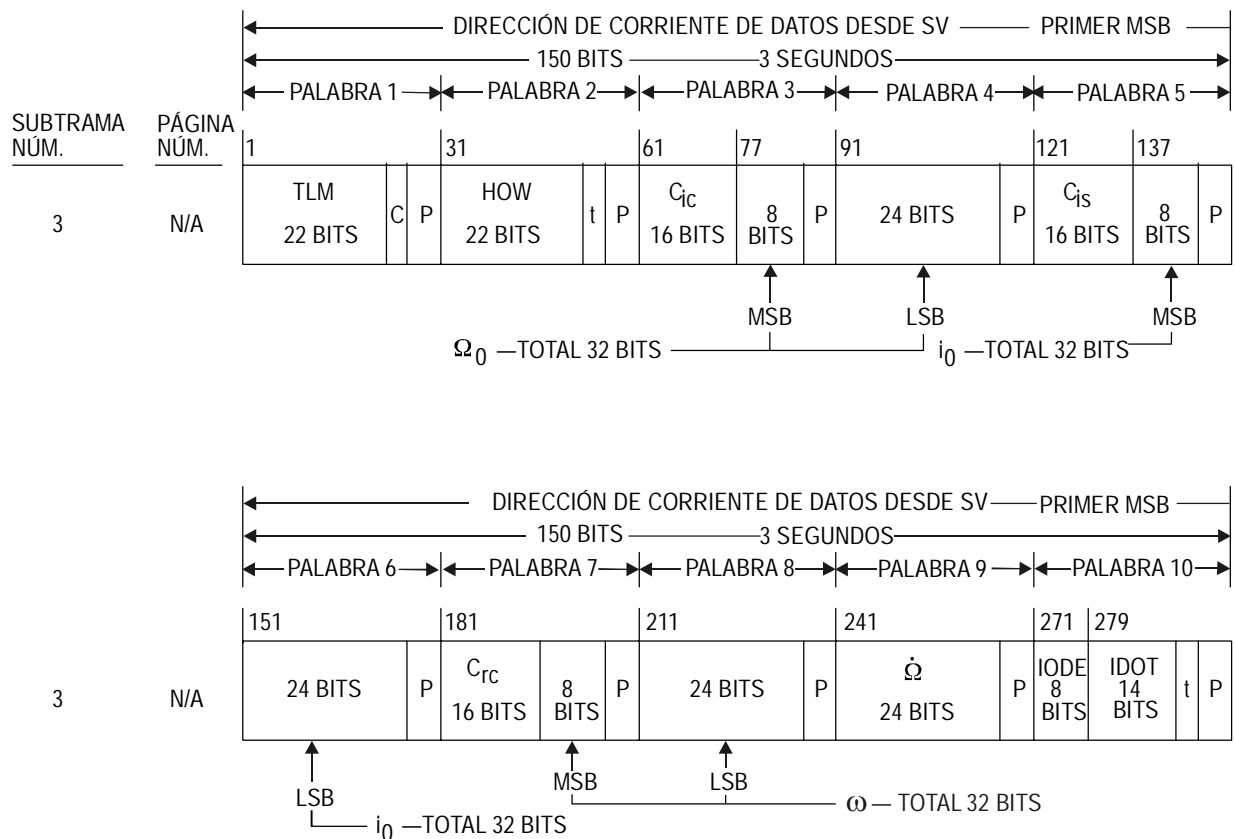 DIRECCIÓN DE CORRIENTE DE DATOS DESDE SV — PRIMER MSB
150 BITS — 3 SEGUNDOS
PALABRA 1 PALABRA 2 PALABRA 3 PALABRA 4 PALABRA 5
SUBTRAMA NÚM. PÁGINA NÚM.
1 31 61 77 91 121 137
3 N/A
TLM 22 BITS C P HOW 22 BITS t P Cic 16 BITS 8 BITS P 24 BITS P Cis 16 BITS 8 BITS P
MSB LSB MSB
Ω0 —TOTAL 32 BITS i0 —TOTAL 32 BITS
DIRECCIÓN DE CORRIENTE DE DATOS DESDE SV — PRIMER MSB
150 BITS — 3 SEGUNDOS
PALABRA 6 PALABRA 7 PALABRA 8 PALABRA 9 PALABRA 10
151 181 211 241 271 279
3 N/A
24 BITS P Crc 16 BITS 8 BITS P 24 BITS P Ω̇ 24 BITS P IODE 8 BITS IDOT 14 BITS t P
LSB MSB LSB
i0 —TOTAL 32 BITS ω — TOTAL 32 BITS